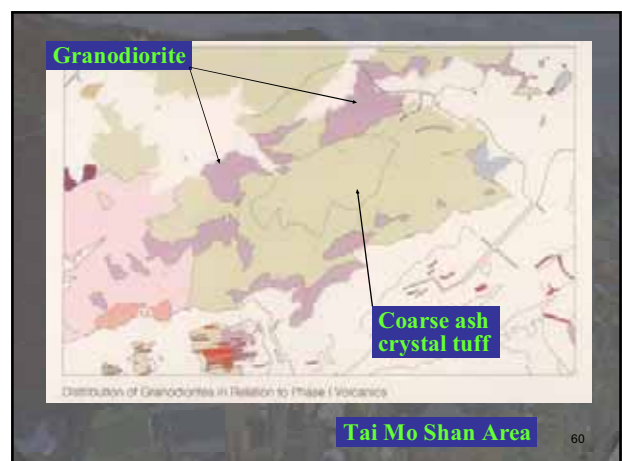 Granodiorite
Coarse ash
crystal tuff
Distribution of Granodiorites in Relation to Phase I Volcanics
Tai Mo Shan Area
60